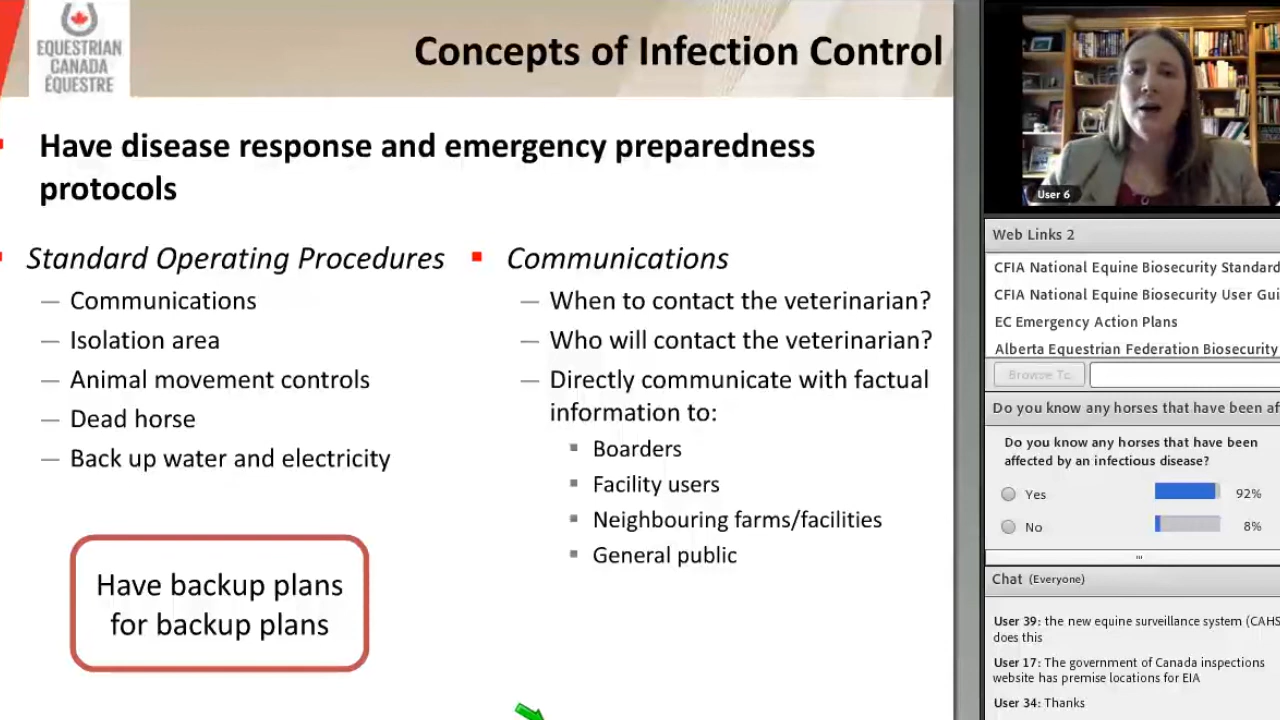 EQUESTRIAN
CANADA
ÉQUESTRE
Concepts of Infection Control
Have disease response and emergency preparedness
protocols
Standard Operating Procedures
— Communications
— Isolation area
— Animal movement controls
— Dead horse
— Back up water and electricity
Have backup plans
for backup plans
Communications
— When to contact the veterinarian?
— Who will contact the veterinarian?
— Directly communicate with factual
information to:
Boarders
Facility users
Neighbouring farms/facilities
General public
User 6
Web Links 2
CFIA National Equine Biosecurity Standard
CFIA National Equine Biosecurity User Gui
EC Emergency Action Plans
Alberta Equestrian Federation Biosecurity
Browse To
Do you know any horses that have been af
Do you know any horses that have been
affected by an infectious disease?
Yes 92%
No 8%
Chat (Everyone)
User 39: the new equine surveillance system (CAHS
does this
User 17: The government of Canada inspections
website has premise locations for EIA
User 34: Thanks